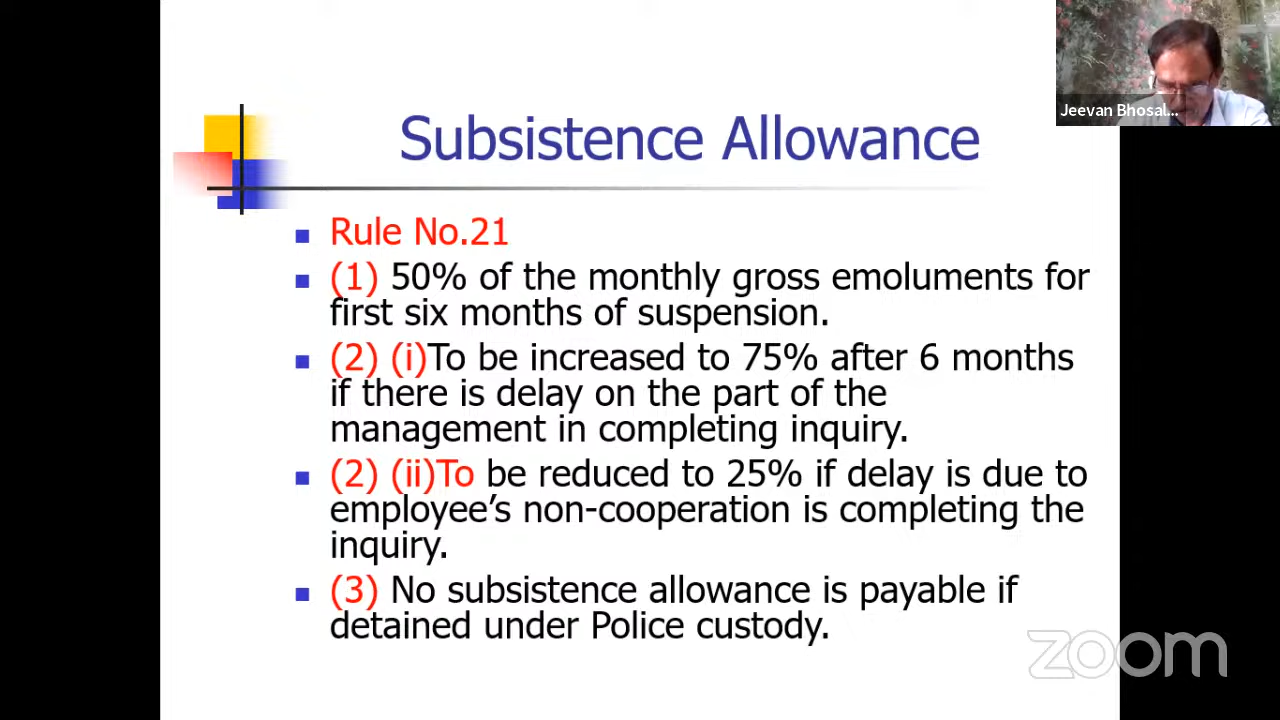 Jeevan Bhosal...
Subsistence Allowance
Rule No.21
(1) 50% of the monthly gross emoluments for
first six months of suspension.
(2) (i)To be increased to 75% after 6 months
if there is delay on the part of the
management in completing inquiry.
(2) (ii)To be reduced to 25% if delay is due to
employee’s non-cooperation is completing the
inquiry.
(3) No subsistence allowance is payable if
detained under Police custody.
zoom